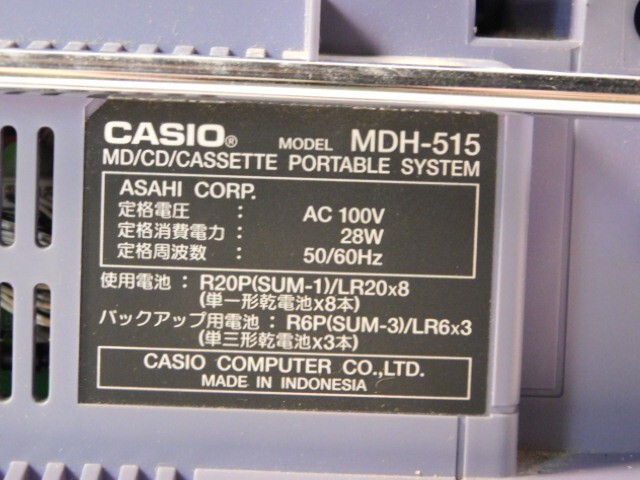 CASIO® MODEL MDH-515
MD/CD/CASSETTE PORTABLE SYSTEM
ASAHI CORP.
定格電圧 : AC 100V
定格消費電力 : 28W
定格周波数 : 50/60Hz
使用電池 : R20P(SUM-1)/LR20x8
(単一形乾電池x8本)
バックアップ用電池 : R6P(SUM-3)/LR6x3
(単三形乾電池x3本)
CASIO COMPUTER CO.,LTD.
MADE IN INDONESIA